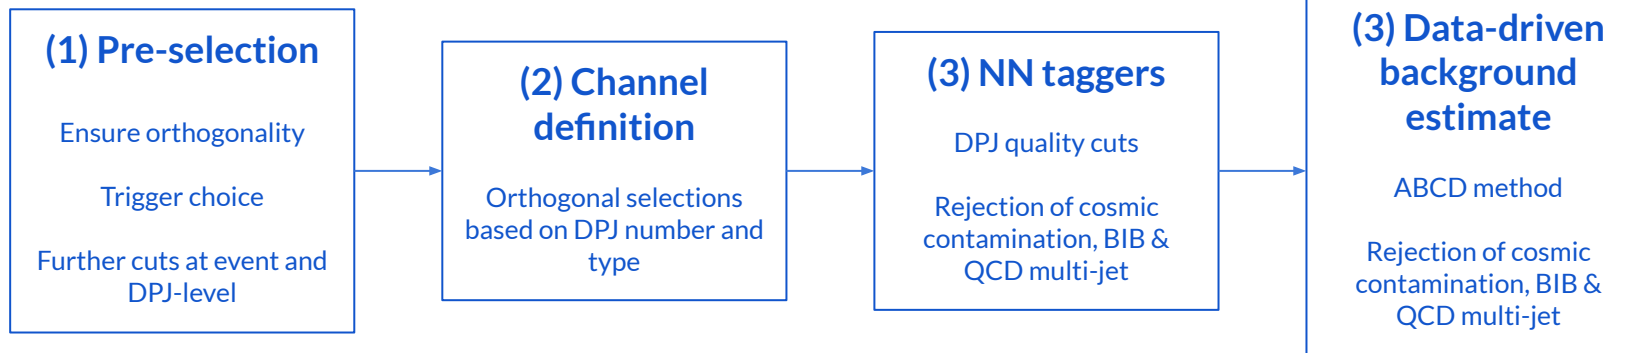 (1) Pre-selection
Ensure orthogonality
Trigger choice
Further cuts at event and
DPJ-level
(2) Channel
definition
Orthogonal selections
based on DPJ number and
type
(3) NN taggers
DPJ quality cuts
Rejection of cosmic
contamination, BIB &
QCD multi-jet
(3) Data-driven
background
estimate
ABCD method
Rejection of cosmic
contamination, BIB &
QCD multi-jet